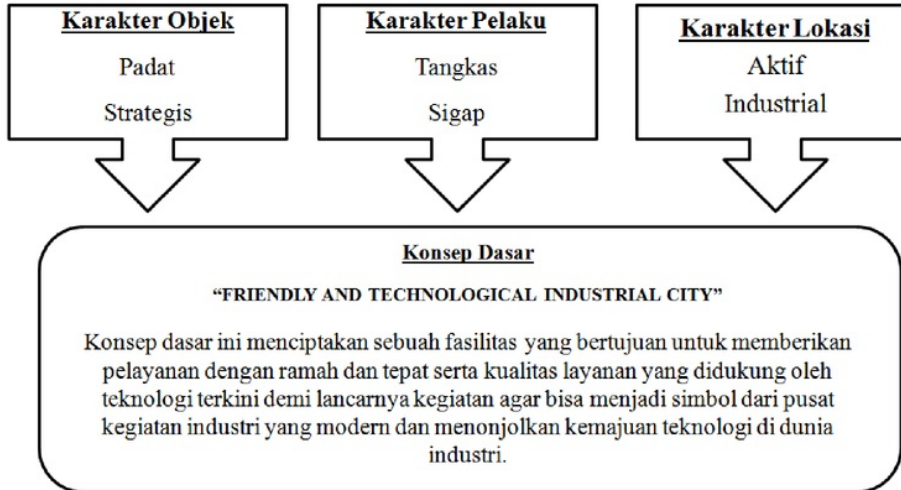 Karakter Objek
Padat
Strategis
Karakter Pelaku
Tangkas
Sigap
Karakter Lokasi
Aktif
Industrial
Konsep Dasar
“FRIENDLY AND TECHNOLOGICAL INDUSTRIAL CITY”
Konsep dasar ini menciptakan sebuah fasilitas yang bertujuan untuk memberikan
pelayanan dengan ramah dan tepat serta kualitas layanan yang didukung oleh
teknologi terkini demi lancarnya kegiatan agar bisa menjadi simbol dari pusat
kegiatan industri yang modern dan menonjolkan kemajuan teknologi di dunia
industri.